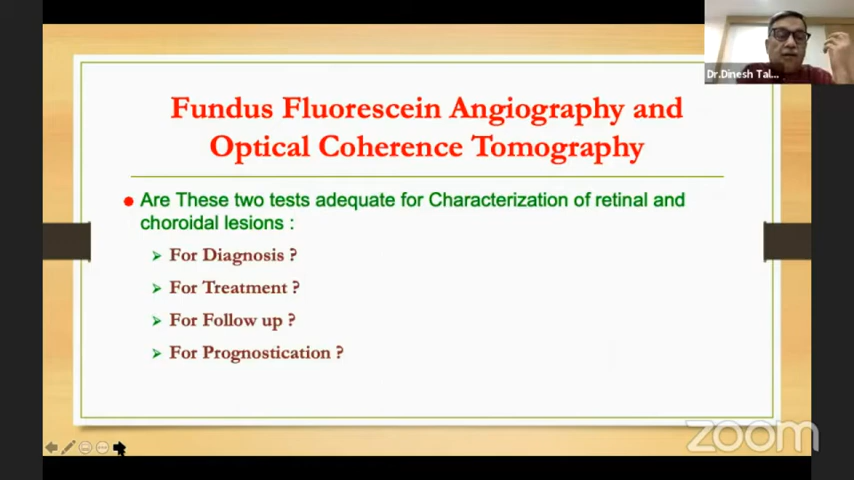 Dr.Dinesh Tal...
Fundus Fluorescein Angiography and
Optical Coherence Tomography
Are These two tests adequate for Characterization of retinal and
choroidal lesions :
For Diagnosis ?
For Treatment ?
For Follow up ?
For Prognostication ?
zoom